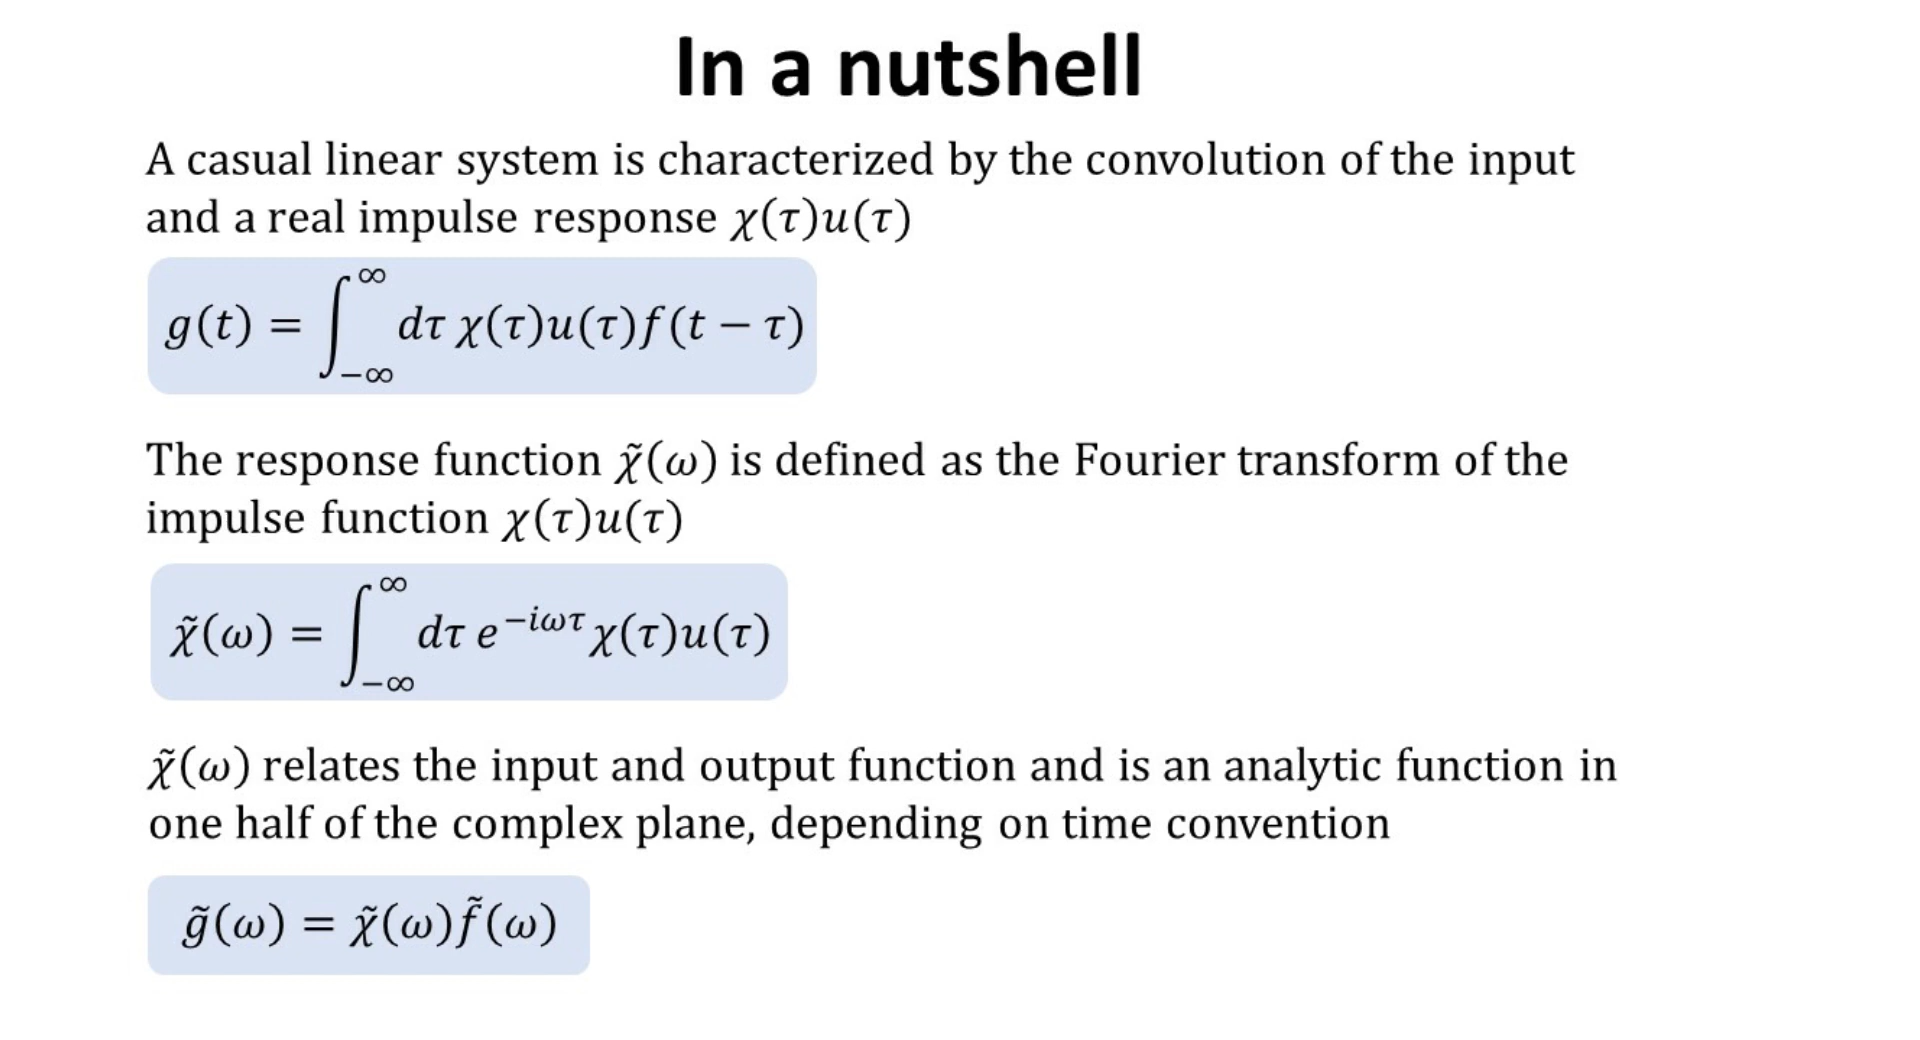 In a nutshell
A casual linear system is characterized by the convolution of the input
and a real impulse response χ(τ)u(τ)
g(t) = ∫_{−∞}^{∞} dτ χ(τ)u(τ)f(t − τ)
The response function χ̃(ω) is defined as the Fourier transform of the
impulse function χ(τ)u(τ)
χ̃(ω) = ∫_{−∞}^{∞} dτ e^{−iωτ} χ(τ)u(τ)
χ̃(ω) relates the input and output function and is an analytic function in
one half of the complex plane, depending on time convention
g̃(ω) = χ̃(ω)f̃(ω)